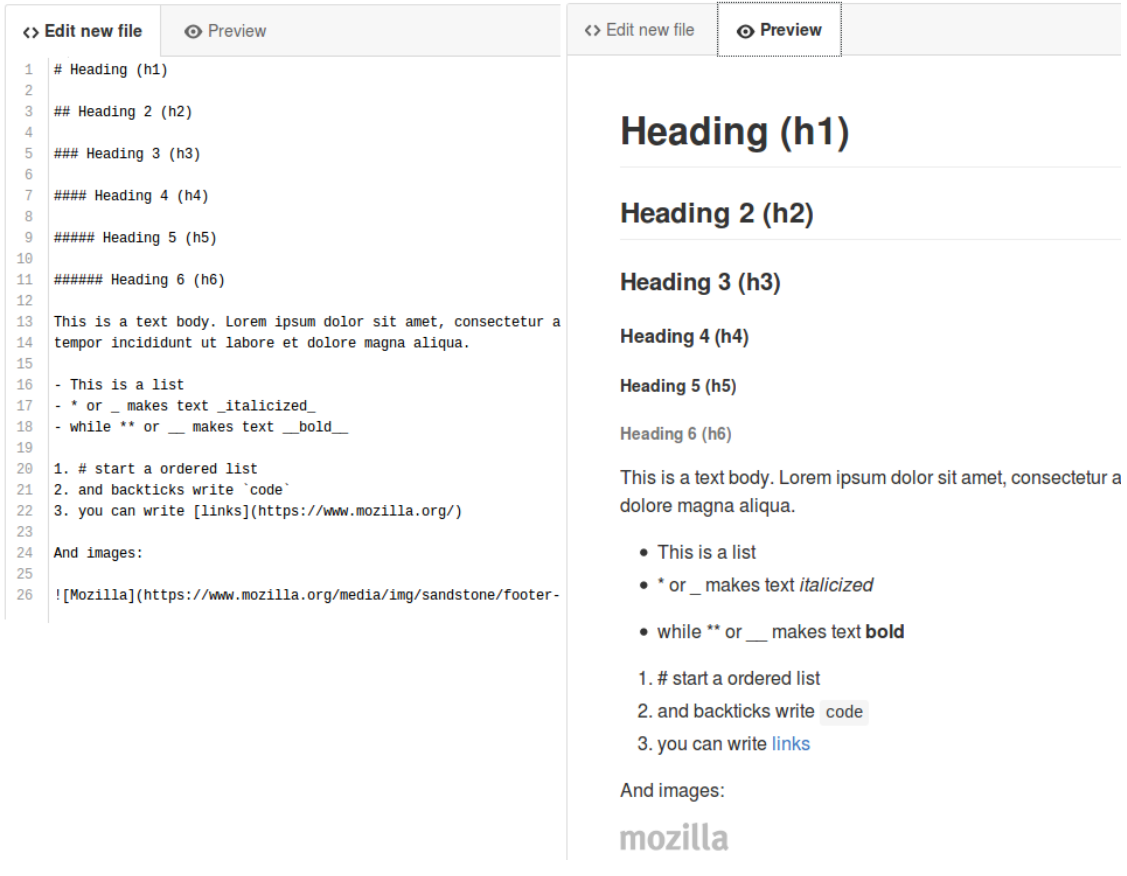 Edit new file
Preview
1 # Heading (h1)
2
3 ## Heading 2 (h2)
4
5 ### Heading 3 (h3)
6
7 #### Heading 4 (h4)
8
9 ##### Heading 5 (h5)
10
11 ###### Heading 6 (h6)
12
13 This is a text body. Lorem ipsum dolor sit amet, consectetur a
14 tempor incididunt ut labore et dolore magna aliqua.
15
16 - This is a list
17 - * or _ makes text _italicized_
18 - while ** or __ makes text __bold__
19
20 1. # start a ordered list
21 2. and backticks write `code`
22 3. you can write [links](https://www.mozilla.org/)
23
24 And images:
25
26 ![Mozilla](https://www.mozilla.org/media/img/sandstone/footer-
Edit new file
Preview
Heading (h1)
Heading 2 (h2)
Heading 3 (h3)
Heading 4 (h4)
Heading 5 (h5)
Heading 6 (h6)
This is a text body. Lorem ipsum dolor sit amet, consectetur a
dolore magna aliqua.
• This is a list
• * or _ makes text italicized
• while ** or __ makes text bold
1. # start a ordered list
2. and backticks write code
3. you can write links
And images:
mozilla